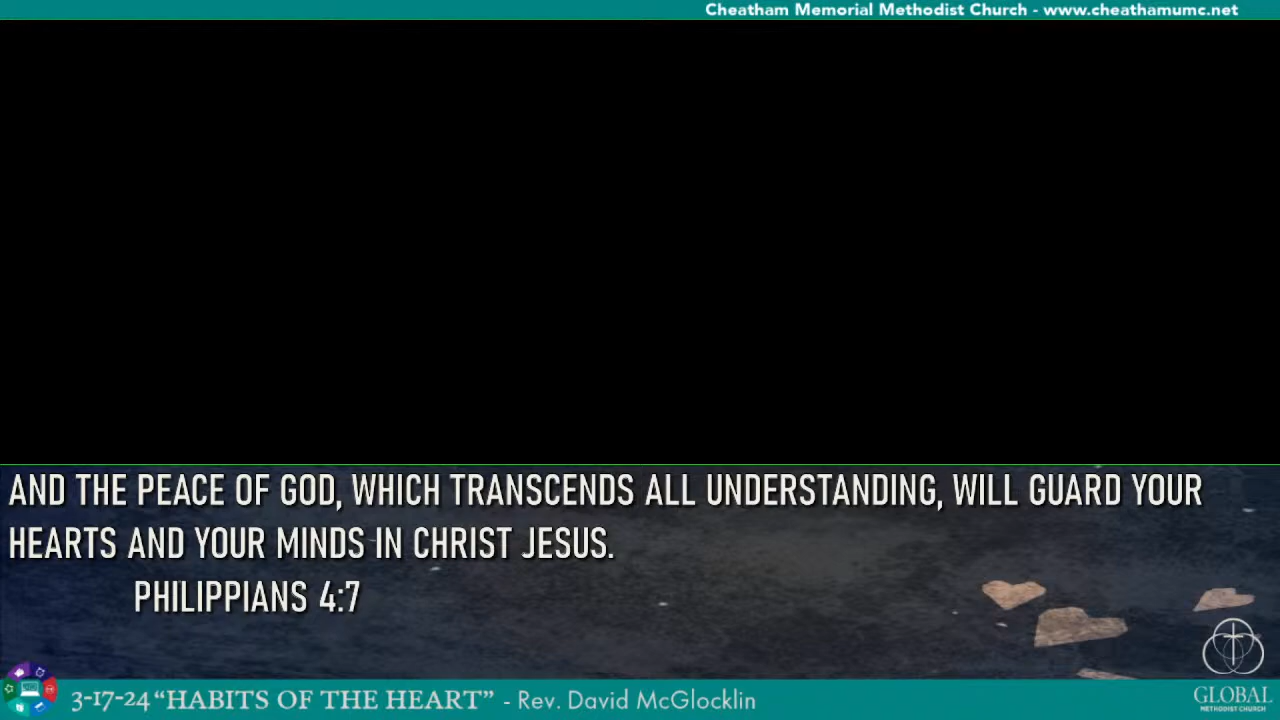 Cheatham Memorial Methodist Church - www.cheathamumc.net
AND THE PEACE OF GOD, WHICH TRANSCENDS ALL UNDERSTANDING, WILL GUARD YOUR
HEARTS AND YOUR MINDS IN CHRIST JESUS.
PHILIPPIANS 4:7
3-17-24 “HABITS OF THE HEART” - Rev. David McGlocklin
GLOBAL
METHODIST CHURCH